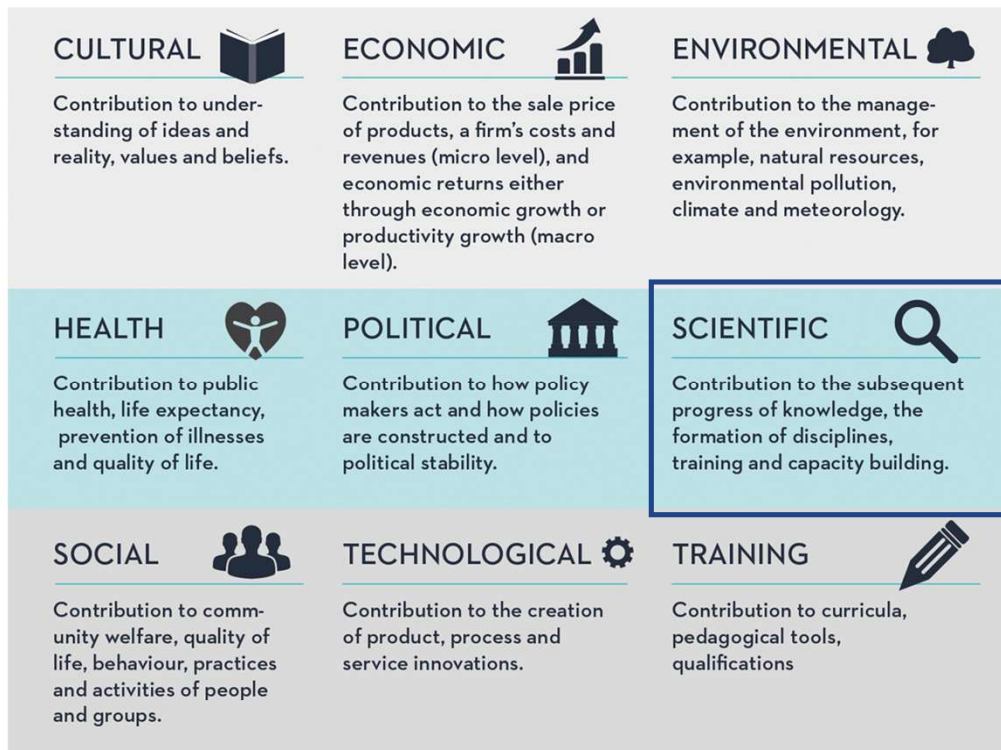 CULTURAL
Contribution to under-
standing of ideas and
reality, values and beliefs.
ECONOMIC
Contribution to the sale price
of products, a firm's costs and
revenues (micro level), and
economic returns either
through economic growth or
productivity growth (macro
level).
ENVIRONMENTAL
Contribution to the manage-
ment of the environment, for
example, natural resources,
environmental pollution,
climate and meteorology.
HEALTH
Contribution to public
health, life expectancy,
prevention of illnesses
and quality of life.
POLITICAL
Contribution to how policy
makers act and how policies
are constructed and to
political stability.
SCIENTIFIC
Contribution to the subsequent
progress of knowledge, the
formation of disciplines,
training and capacity building.
SOCIAL
Contribution to comm-
unity welfare, quality of
life, behaviour, practices
and activities of people
and groups.
TECHNOLOGICAL
Contribution to the creation
of product, process and
service innovations.
TRAINING
Contribution to curricula,
pedagogical tools,
qualifications